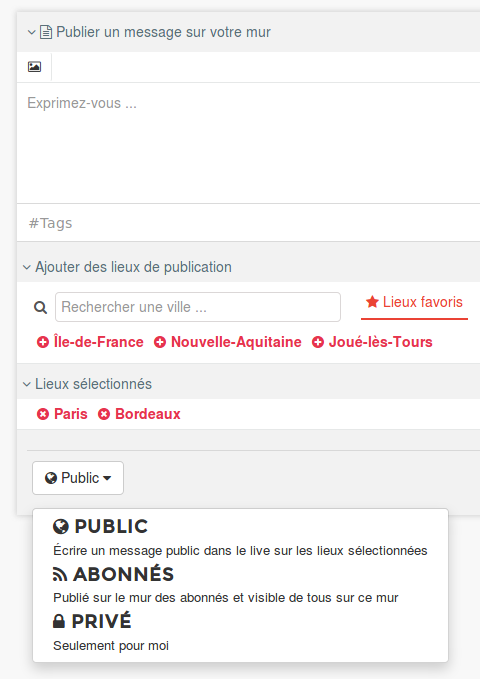 Publier un message sur votre mur
Exprimez-vous ...
#Tags
Ajouter des lieux de publication
Rechercher une ville ...
Lieux favoris
Île-de-France Nouvelle-Aquitaine Joué-lès-Tours
Lieux sélectionnés
Paris Bordeaux
Public
PUBLIC
Écrire un message public dans le live sur les lieux sélectionnées
ABONNÉS
Publié sur le mur des abonnés et visible de tous sur ce mur
PRIVÉ
Seulement pour moi